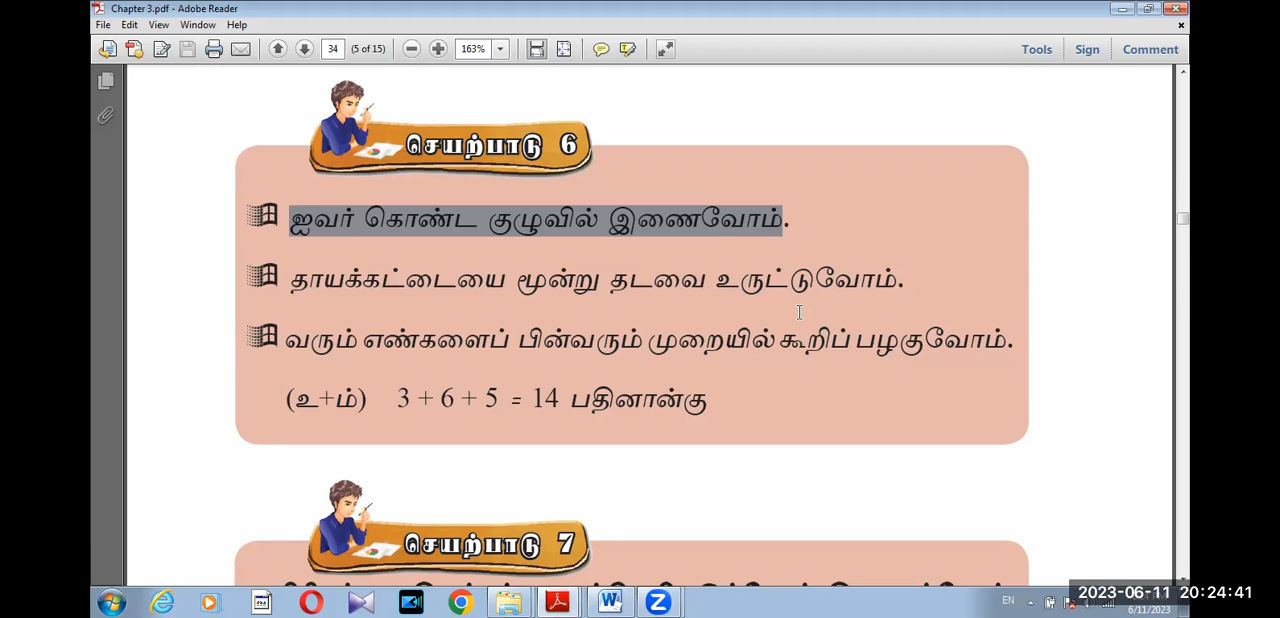 Chapter 3.pdf - Adobe Reader
File Edit View Window Help
34 (5 of 15) 163% Tools Sign Comment
செயற்பாடு 6
ஐவர் கொண்ட குழுவில் இணைவோம்.
தாயக்கட்டையை மூன்று தடவை உருட்டுவோம்.
வரும் எண்களைப் பின்வரும் முறையில் கூறிப் பழகுவோம்.
(உ+ம்) 3 + 6 + 5 = 14 பதினான்கு
செயற்பாடு 7
EN
2023-06-11 20:24:41
6/11/2023